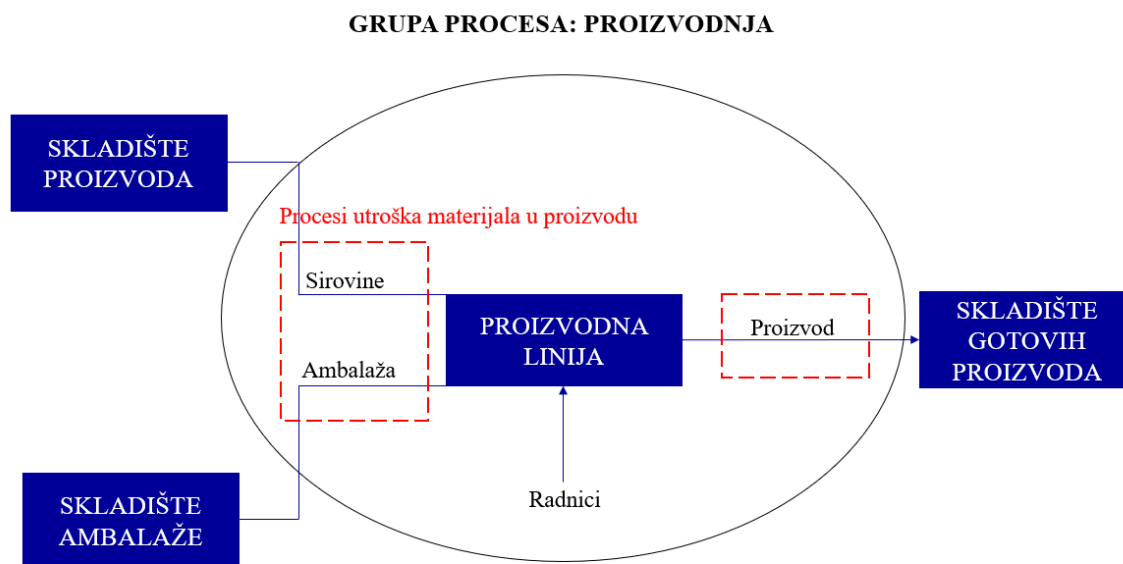 GRUPA PROCESA: PROIZVODNJA
SKLADIŠTE
PROIZVODA
Procesi utroška materijala u proizvodu
Sirovine
PROIZVODNA
LINIJA
Proizvod
SKLADIŠTE
GOTOVIH
PROIZVODA
Ambalaža
SKLADIŠTE
AMBALAŽE
Radnici